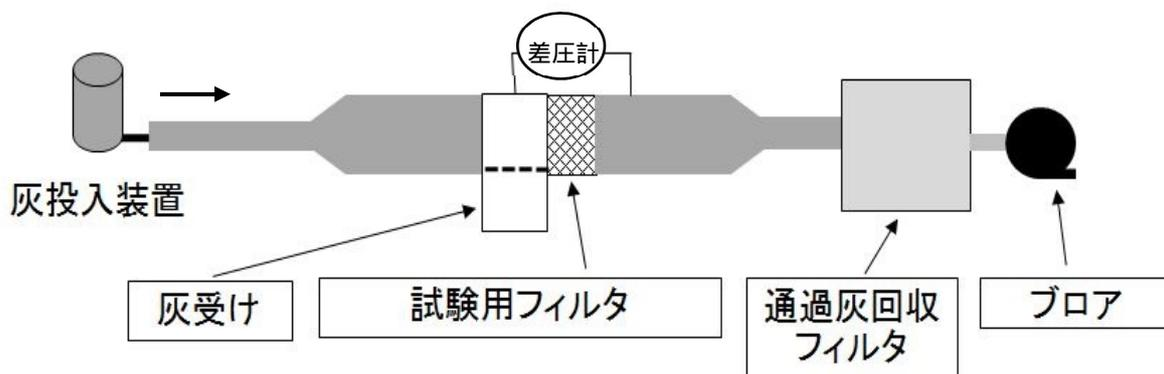 差圧計
灰投入装置
灰受け
試験用フィルタ
通過灰回収
フィルタ
ブロア